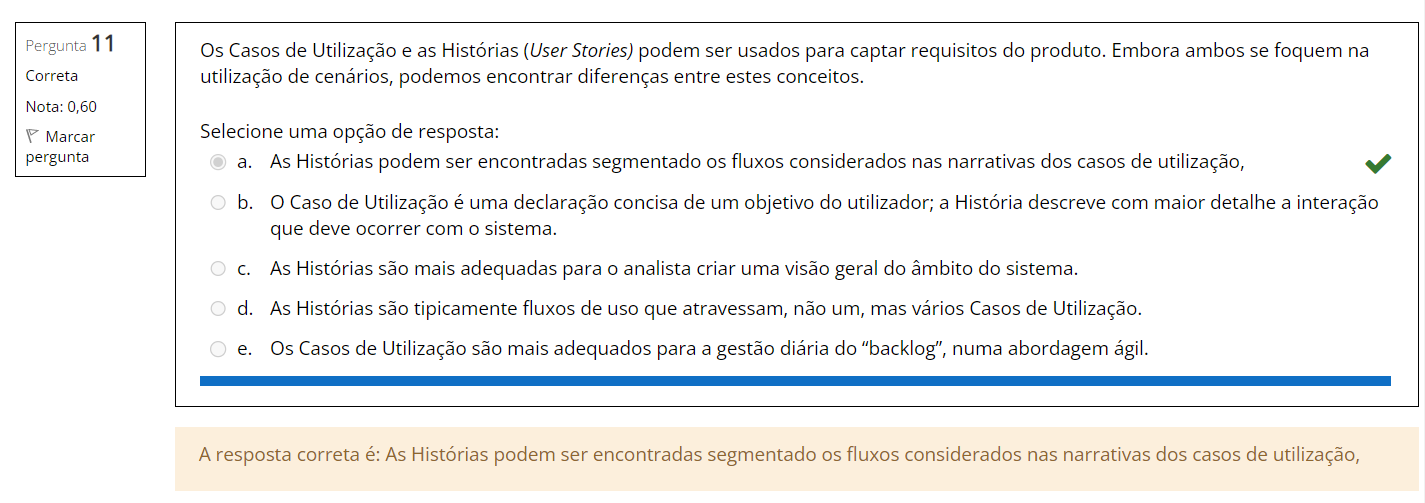 Pergunta 11
Correta
Nota: 0,60
Marcar
pergunta
Os Casos de Utilização e as Histórias (User Stories) podem ser usados para captar requisitos do produto. Embora ambos se foquem na
utilização de cenários, podemos encontrar diferenças entre estes conceitos.
Selecione uma opção de resposta:
a. As Histórias podem ser encontradas segmentado os fluxos considerados nas narrativas dos casos de utilização,
b. O Caso de Utilização é uma declaração concisa de um objetivo do utilizador; a História descreve com maior detalhe a interação
que deve ocorrer com o sistema.
c. As Histórias são mais adequadas para o analista criar uma visão geral do âmbito do sistema.
d. As Histórias são tipicamente fluxos de uso que atravessam, não um, mas vários Casos de Utilização.
e. Os Casos de Utilização são mais adequados para a gestão diária do “backlog”, numa abordagem ágil.
A resposta correta é: As Histórias podem ser encontradas segmentado os fluxos considerados nas narrativas dos casos de utilização,